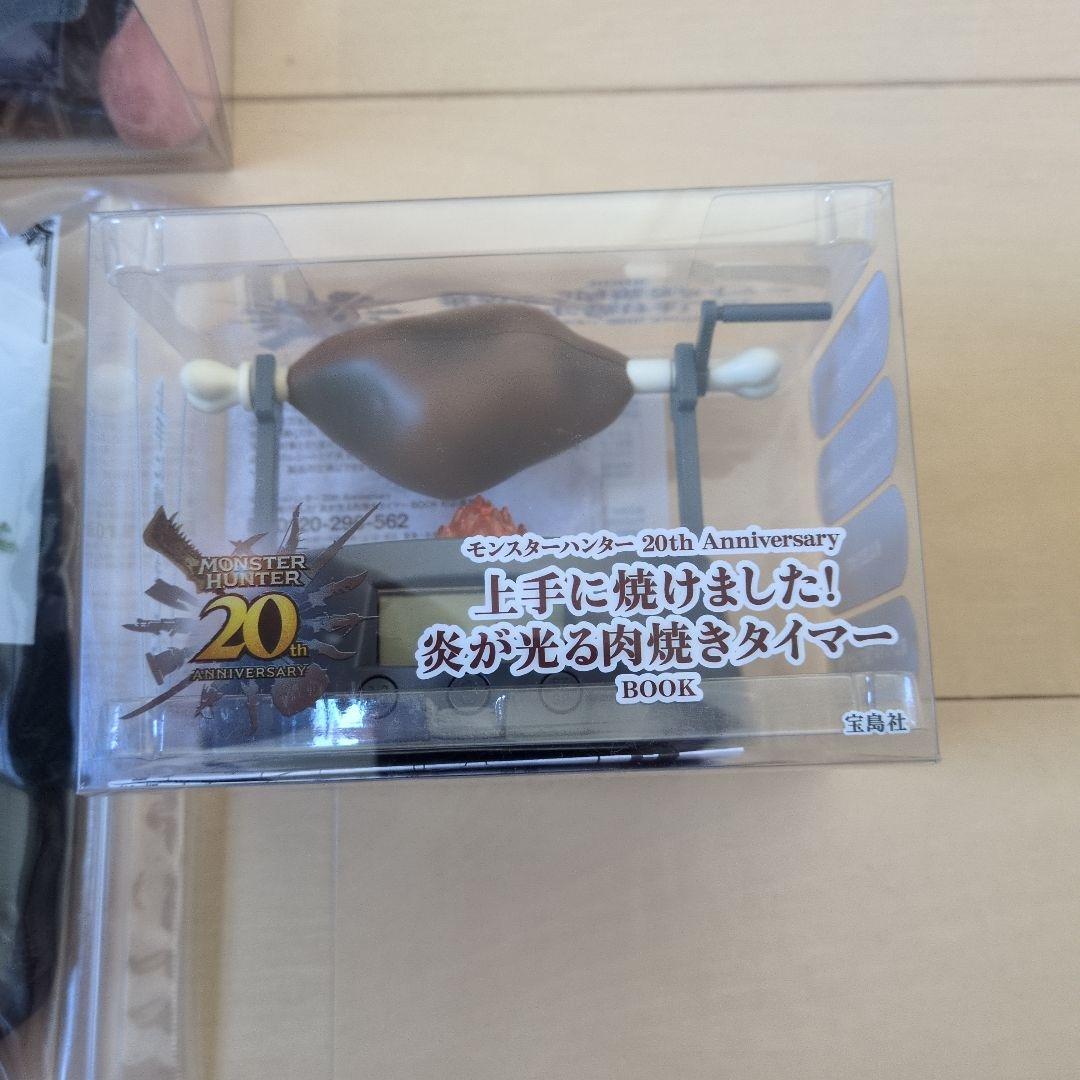 モンスターハンター 20th Anniversary
上手に焼けました!
炎が光る肉焼きタイマー
BOOK
宝島社
MONSTER
HUNTER
20th
ANNIVERSARY